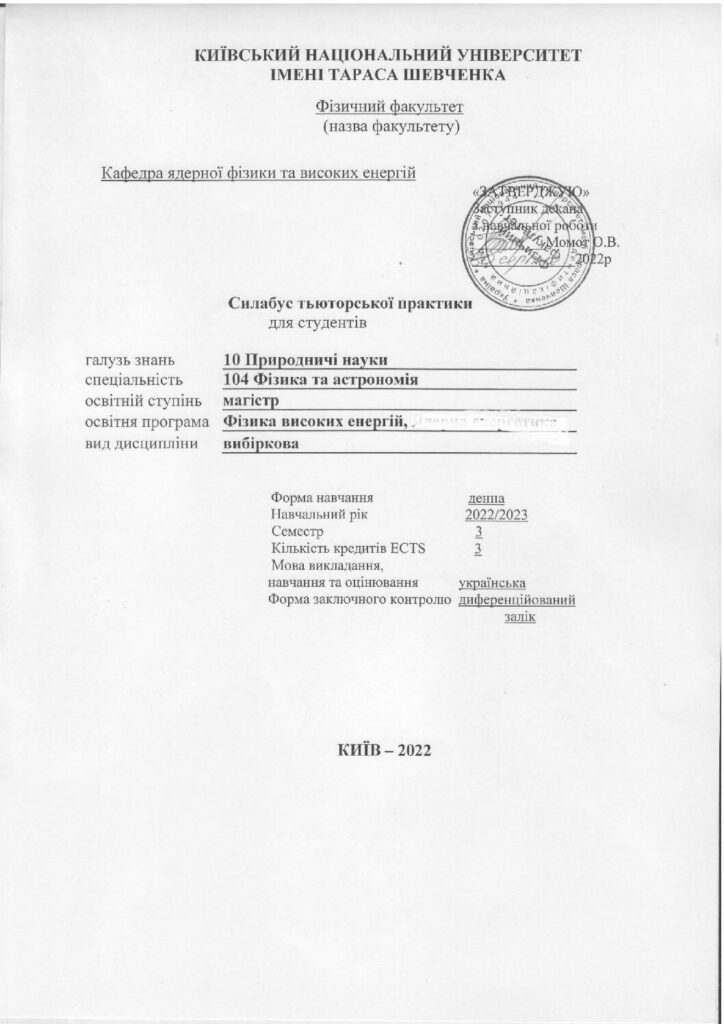 КИЇВСЬКИЙ НАЦІОНАЛЬНИЙ УНІВЕРСИТЕТ
ІМЕНІ ТАРАСА ШЕВЧЕНКА
Фізичний факультет
(назва факультету)
Кафедра ядерної фізики та високих енергій
«ЗАТВЕРДЖУЮ»
Заступник декана
з навчальної роботи
Момот О.В.
2022р
Силабус тьюторської практики
для студентів
галузь знань 10 Природничі науки
спеціальність 104 Фізика та астрономія
освітній ступінь магістр
освітня програма Фізика високих енергій, Ядерна енергетика
вид дисципліни вибіркова
Форма навчання денна
Навчальний рік 2022/2023
Семестр 3
Кількість кредитів ECTS 3
Мова викладання,
навчання та оцінювання українська
Форма заключного контролю диференційований
залік
КИЇВ – 2022